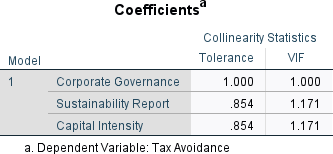 Coefficientsa
Collinearity Statistics
Model Tolerance VIF
1 Corporate Governance 1.000 1.000
Sustainability Report .854 1.171
Capital Intensity .854 1.171
a. Dependent Variable: Tax Avoidance